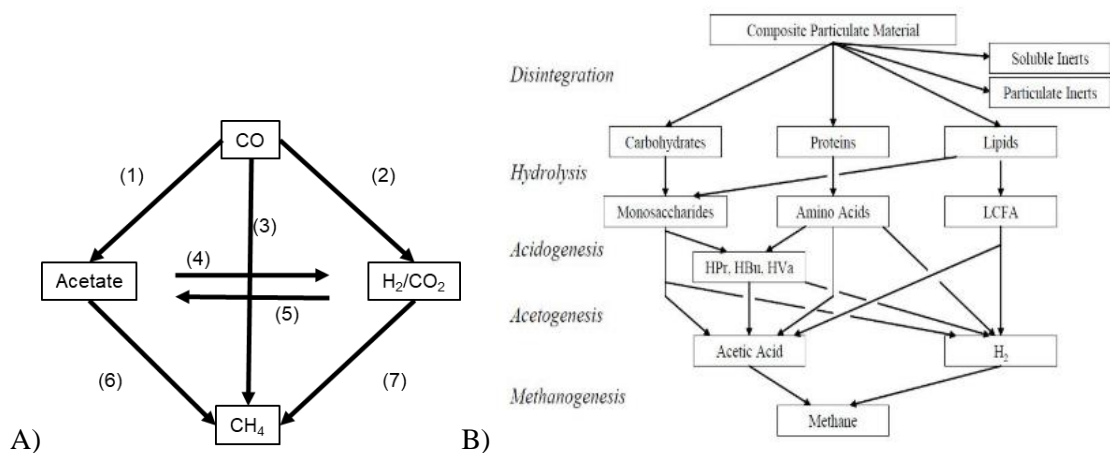 CO
(1)
(2)
(3)
Acetate
(4)
H₂/CO₂
(5)
(6)
(7)
CH₄
A)
Composite Particulate Material
Disintegration
Soluble Inerts
Particulate Inerts
Carbohydrates
Proteins
Lipids
Hydrolysis
Monosaccharides
Amino Acids
LCFA
Acidogenesis
HPr, HBu, HVa
Acetogenesis
Acetic Acid
H₂
Methanogenesis
Methane
B)